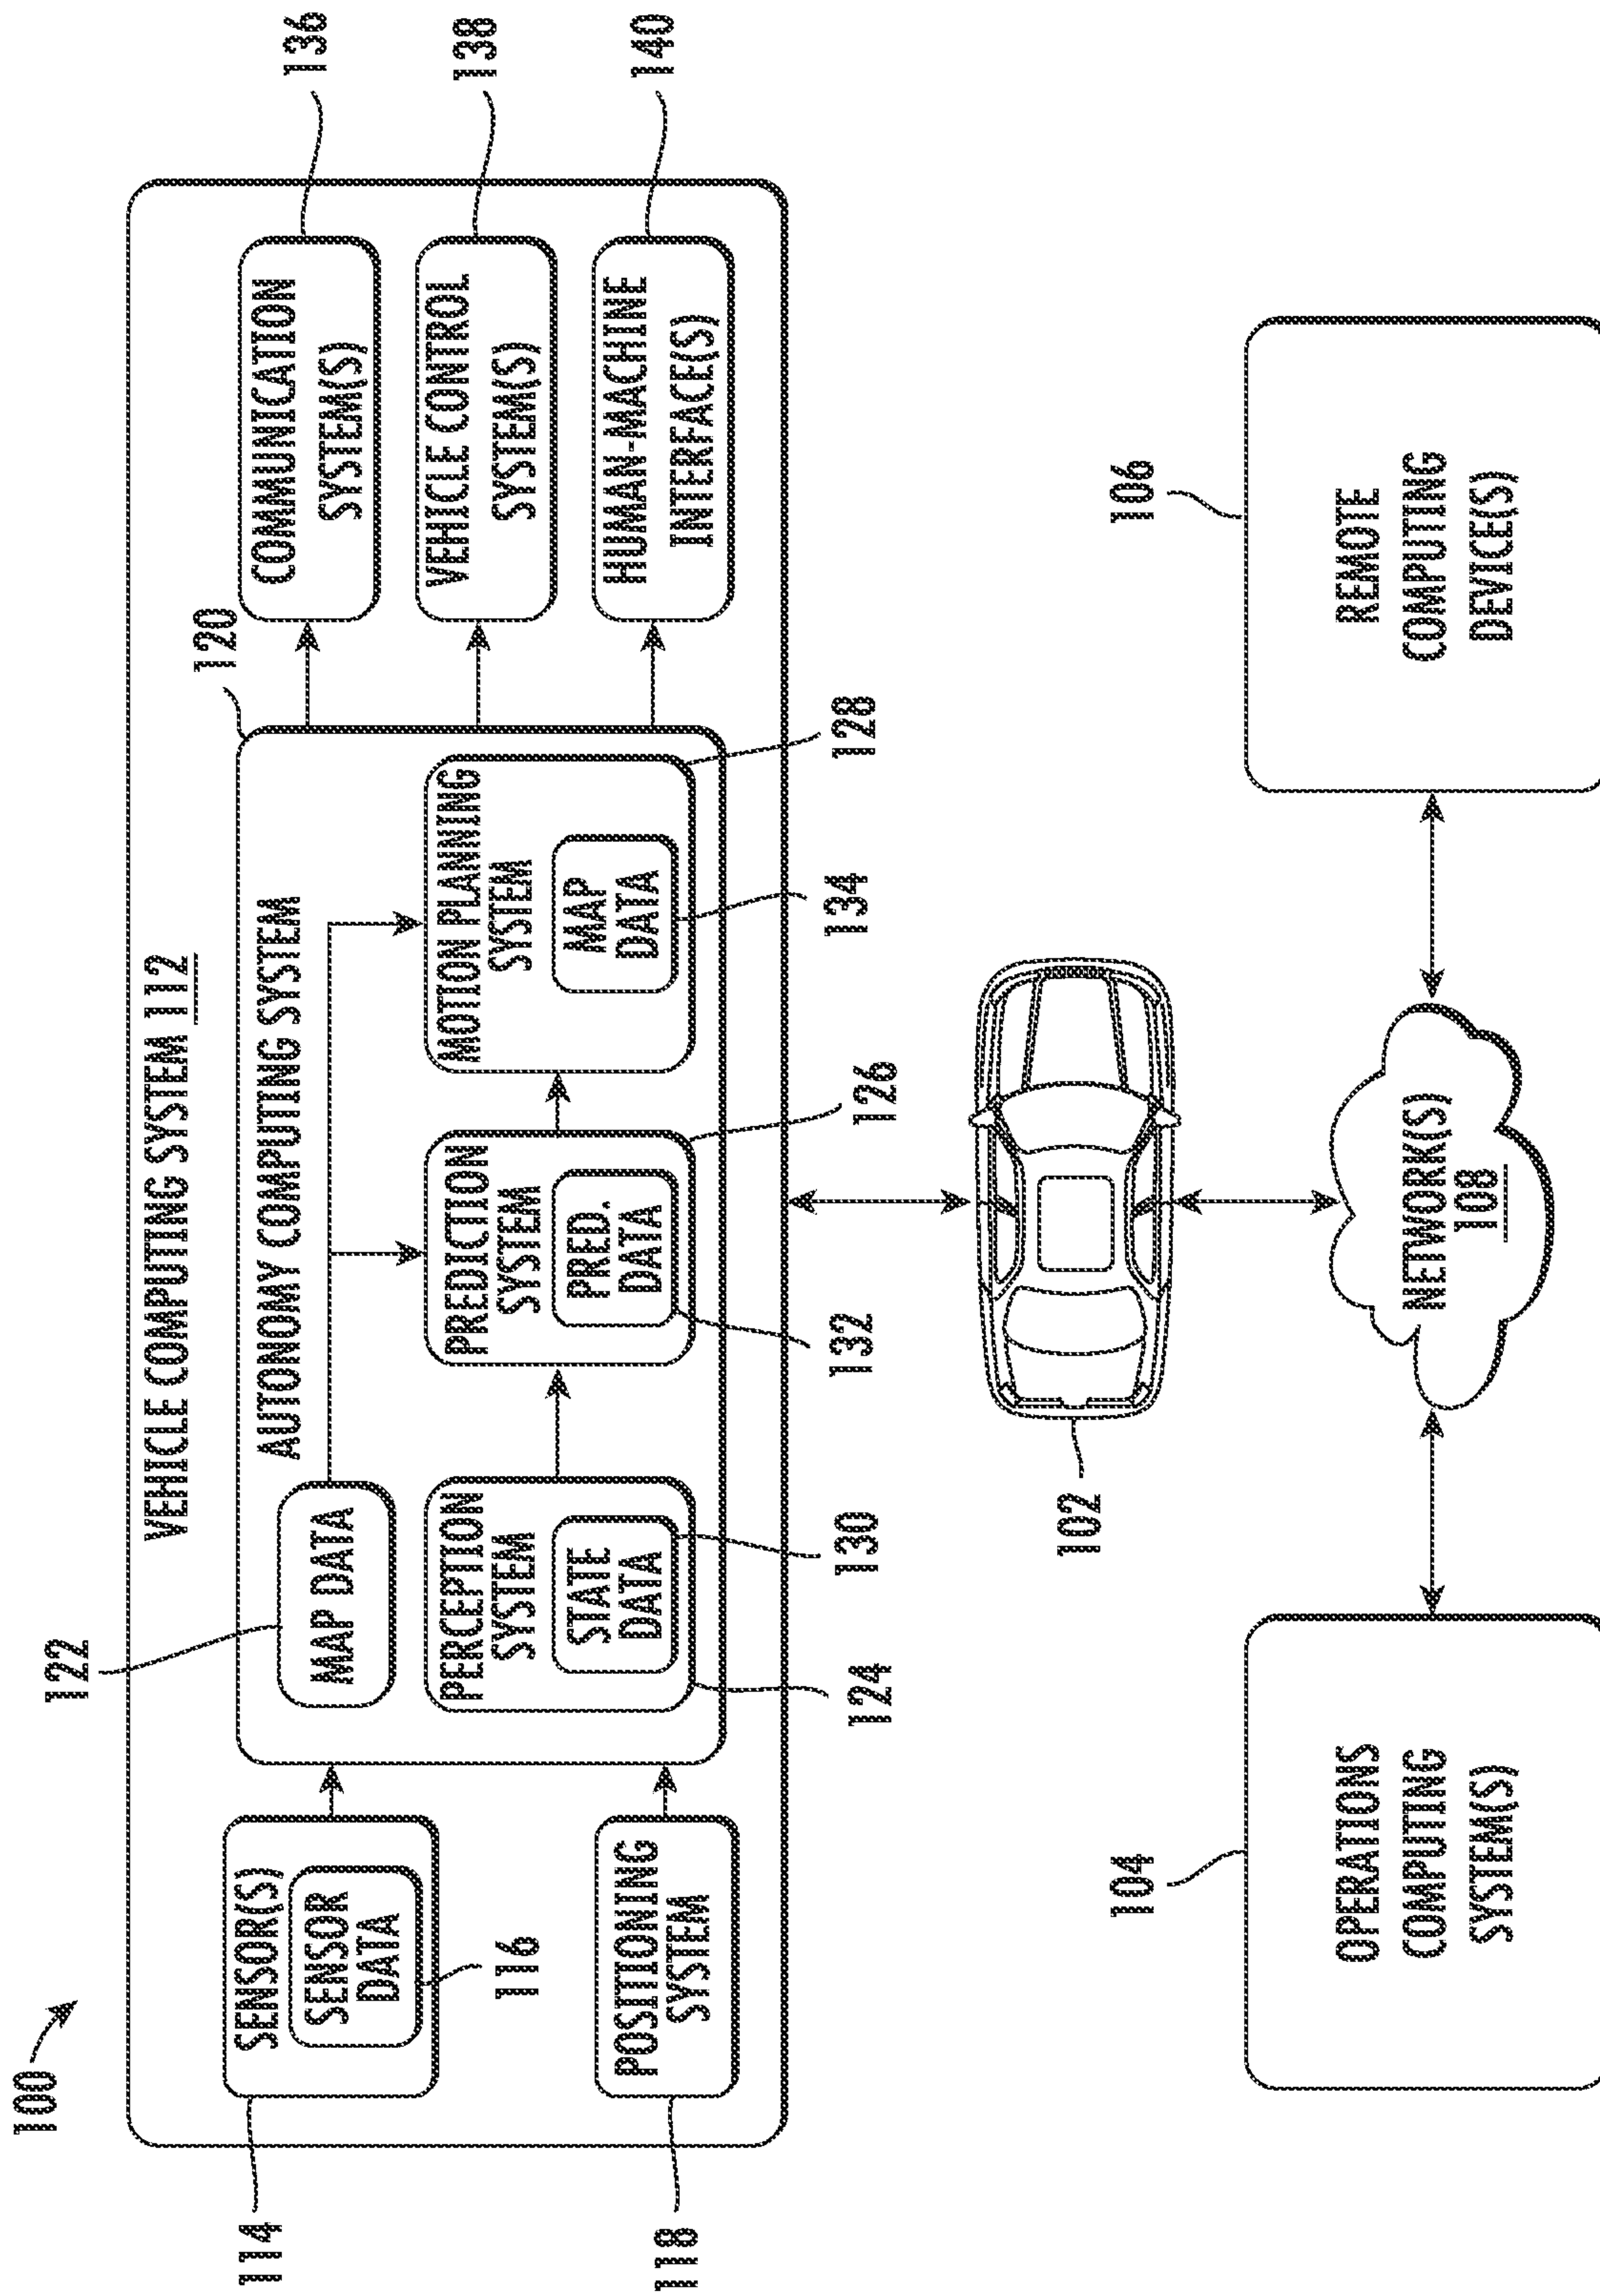 100
122
VEHICLE COMPUTING SYSTEM 112
120
114
SENSOR(S)
SENSOR
DATA
116
118
POSITIONING
SYSTEM
AUTONOMY COMPUTING SYSTEM
MAP DATA
PERCEPTION
SYSTEM
STATE
DATA
PREDICTION
SYSTEM
PRED.
DATA
MOTION PLANNING
SYSTEM
MAP
DATA
COMMUNICATION
SYSTEM(S)
136
VEHICLE CONTROL
SYSTEM(S)
138
HUMAN-MACHINE
INTERFACE(S)
140
124
130
132
126
134
128
102
104
OPERATIONS
COMPUTING
SYSTEM(S)
NETWORK(S)
108
106
REMOTE
COMPUTING
DEVICE(S)